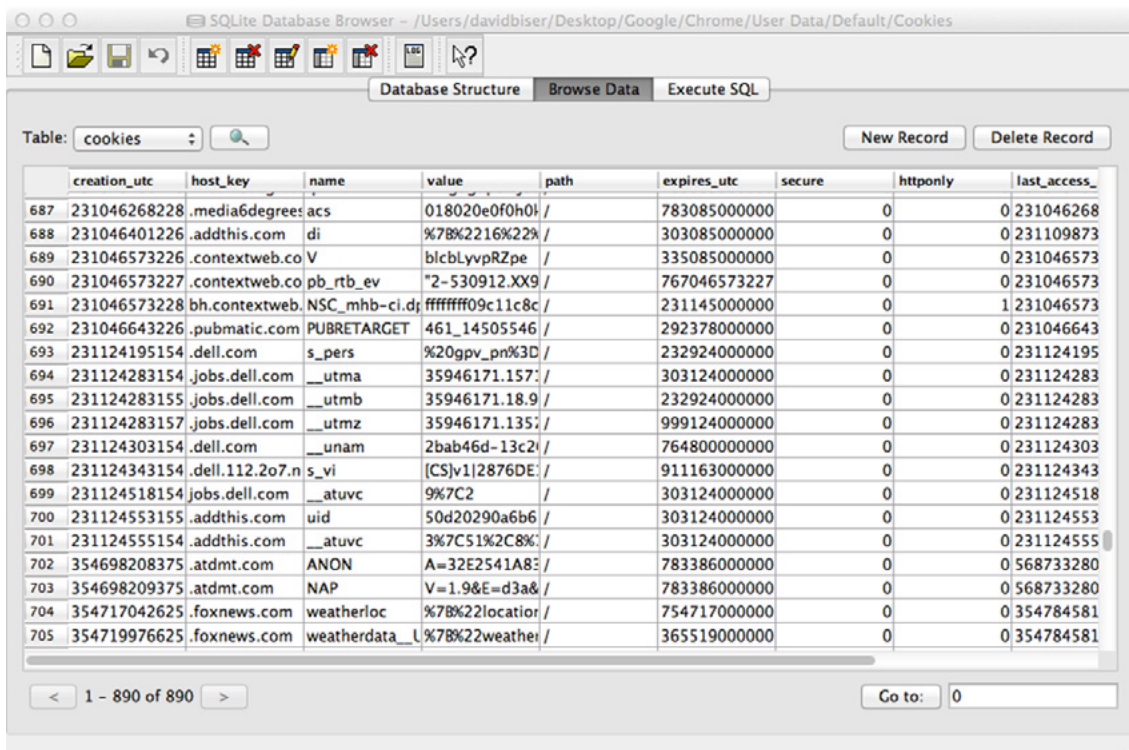 SQLite Database Browser – /Users/davidbiser/Desktop/Google/Chrome/User Data/Default/Cookies
LOG
Database Structure Browse Data Execute SQL
Table: cookies New Record Delete Record
creation_utc host_key name value path expires_utc secure httponly last_access_
687 231046268228 .media6degrees acs 018020e0f0h0k / 783085000000 0 0 231046268
688 231046401226 .addthis.com di %7B%2216%22% / 303085000000 0 0 231109873
689 231046573226 .contextweb.co V blcbLyvpRZpe / 335085000000 0 0 231046573
690 231046573227 .contextweb.co pb_rtb_ev "2-530912.XX9 / 767046573227 0 0 231046573
691 231046573228 bh.contextweb. NSC_mhb-ci.dp ffffffff09c11c8c / 231145000000 0 1 231046573
692 231046643226 .pubmatic.com PUBRETARGET 461_14505546 / 292378000000 0 0 231046643
693 231124195154 .dell.com s_pers %20gpv_pn%3D / 232924000000 0 0 231124195
694 231124283154 .jobs.dell.com __utma 35946171.1571 / 303124000000 0 0 231124283
695 231124283155 .jobs.dell.com __utmb 35946171.18.9 / 232924000000 0 0 231124283
696 231124283157 .jobs.dell.com __utmz 35946171.1352 / 999124000000 0 0 231124283
697 231124303154 .dell.com __unam 2bab46d-13c2 / 764800000000 0 0 231124303
698 231124343154 .dell.112.2o7.n s_vi [CS]v1|2876DE / 911163000000 0 0 231124343
699 231124518154 jobs.dell.com __atuvc 9%7C2 / 303124000000 0 0 231124518
700 231124553155 .addthis.com uid 50d20290a6b6 / 303124000000 0 0 231124553
701 231124555154 .addthis.com __atuvc 3%7C51%2C8% / 303124000000 0 0 231124555
702 354698208375 .atdmt.com ANON A=32E2541A83 / 783386000000 0 0 568733280
703 354698209375 .atdmt.com NAP V=1.9&E=d3a& / 783386000000 0 0 568733280
704 354717042625 .foxnews.com weatherloc %7B%22location / 754717000000 0 0 354784581
705 354719976625 .foxnews.com weatherdata__U %7B%22weather / 365519000000 0 0 354784581
< 1 – 890 of 890 > Go to: 0